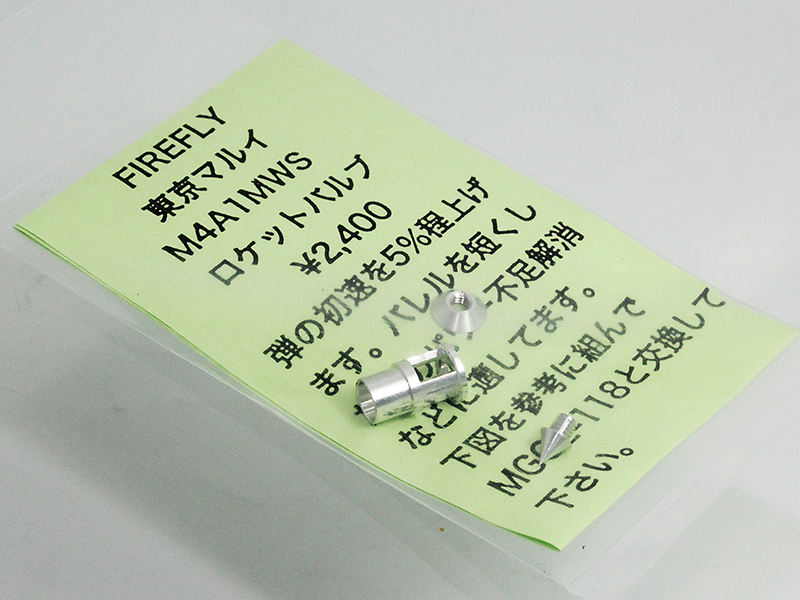 FIREFLY
東京マルイ
M4A1MWS
ロケットバルブ
¥2,400
弾の初速を5%程上げ
ます。バレルを短くし
不足解消
などに適してます。
下図を参考に組んで
118と交換して
下さい。